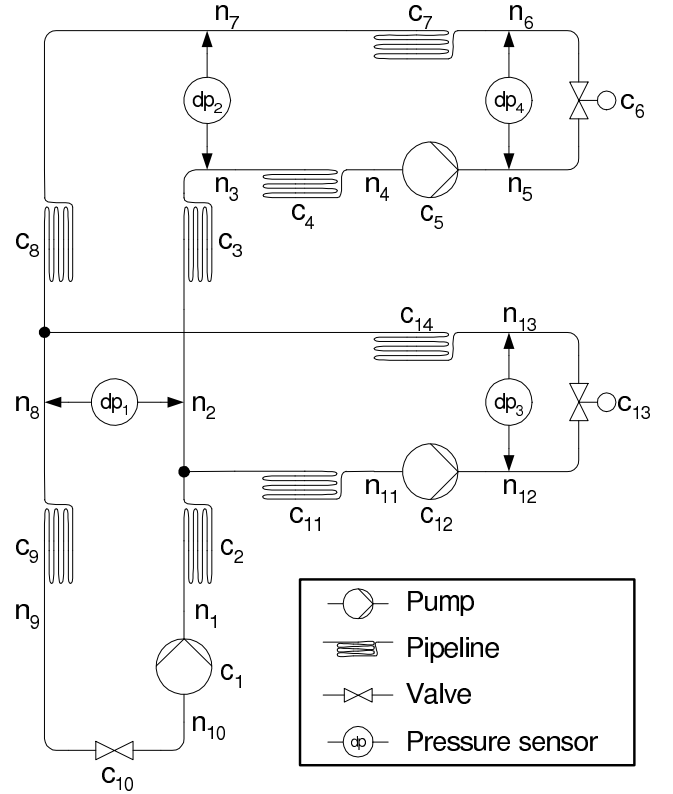 n7 c7 n6
dp2 dp4 c6
n3 n4 n5
c4 c5
c8 c3
c14 n13
n8 dp1 n2 dp3 c13
n11 n12
c11 c12
c9 c2
n9 n1
c1
n10
c10
Pump
Pipeline
Valve
dp Pressure sensor